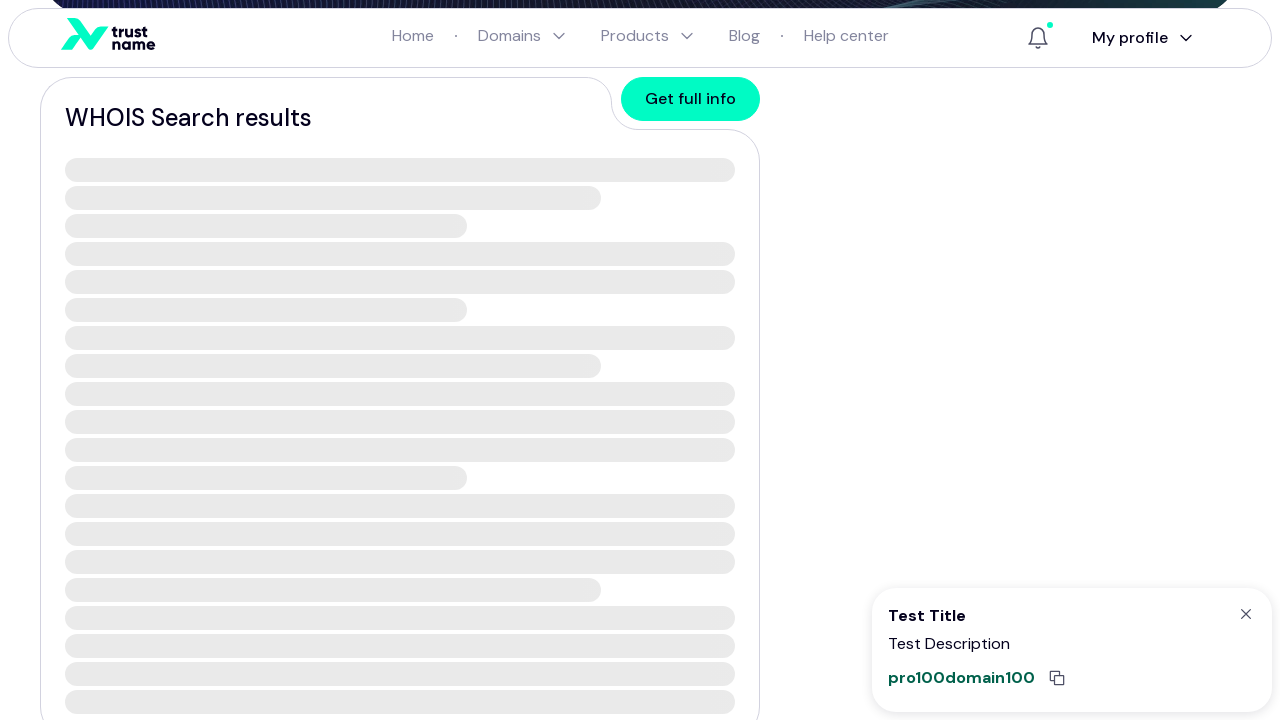 trust
name
Home · Domains Products Blog · Help center
My profile
WHOIS Search results
Get full info
Test Title
Test Description
pro100domain100